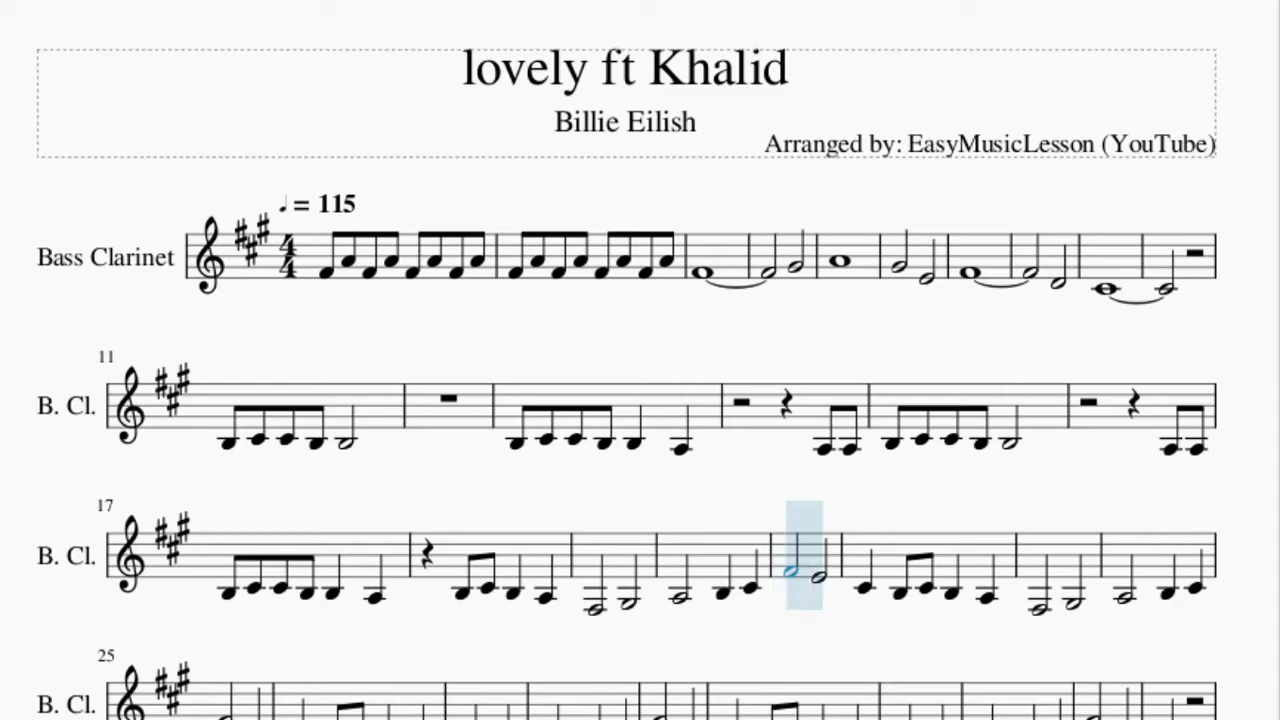 lovely ft Khalid
Billie Eilish
Arranged by: EasyMusicLesson (YouTube)
♩ = 115
Bass Clarinet
4
4
11
B. Cl.
17
B. Cl.
25
B. Cl.